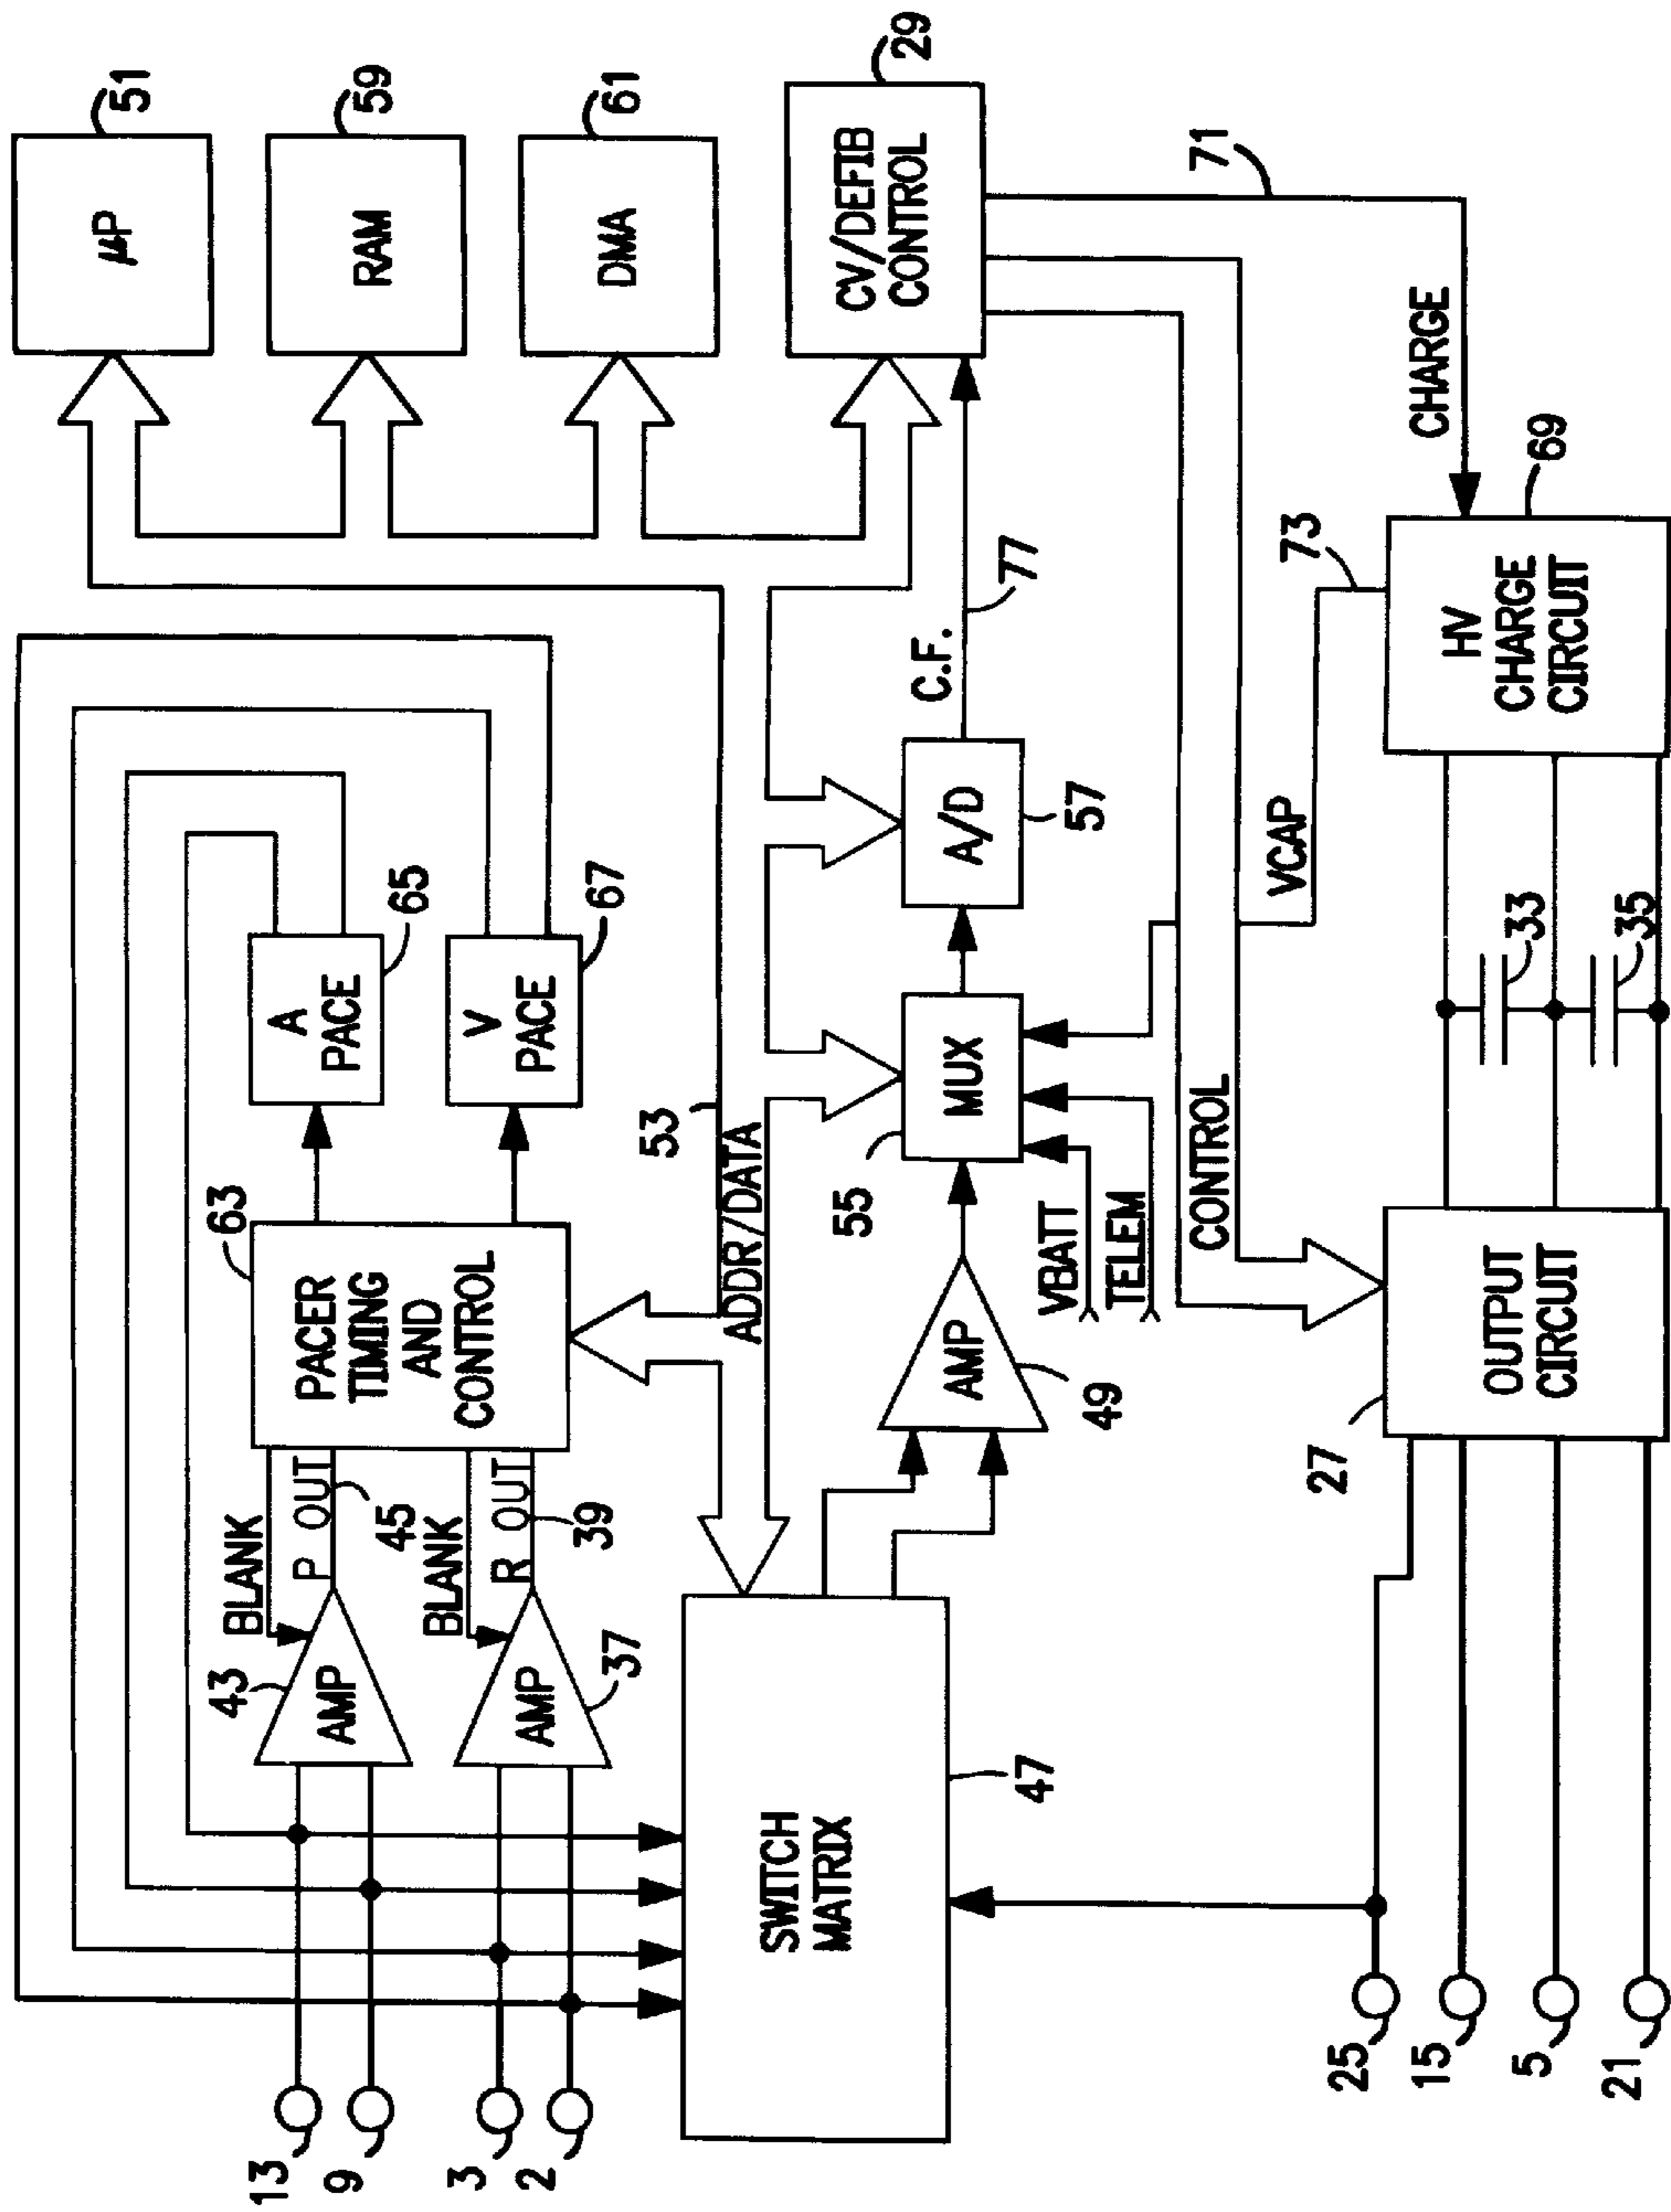 13
9
3
2
43
AMP
BLANK
P OUT
45
AMP
37
BLANK
R OUT
39
63
PACER
TIMING
AND
CONTROL
A
PACE
65
V
PACE
67
μP
51
RAM
59
DMA
61
CV/DEFIB
CONTROL
29
53
ADDR/DATA
SWITCH
MATRIX
47
AMP
49
55
MUX
A/D
57
C.F.
77
VBATT
TELEM
CONTROL
VCAP
73
71
CHARGE
25
15
5
21
27
OUTPUT
CIRCUIT
33
35
HV
CHARGE
CIRCUIT
69